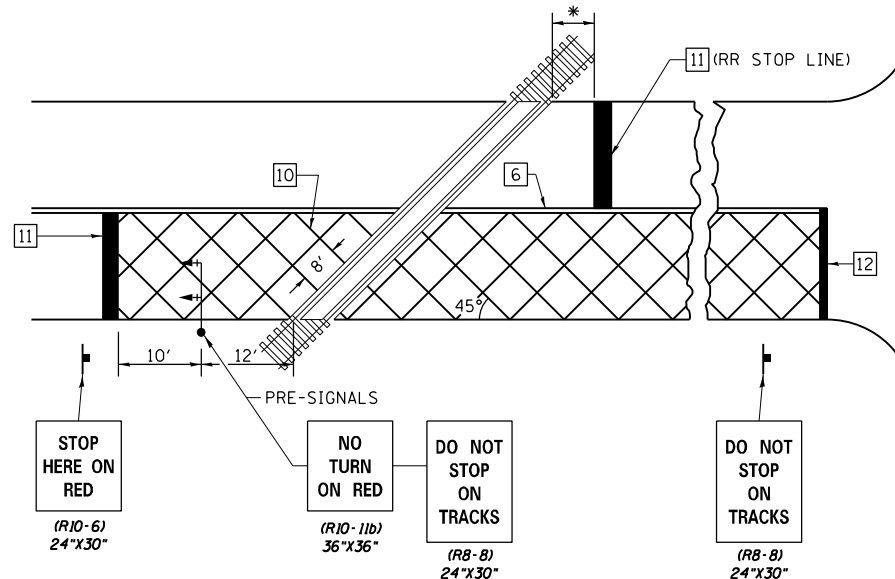 *
11 (RR STOP LINE)
10
6
11
8'
45°
12
10'
12'
PRE-SIGNALS
STOP
HERE ON
RED
(R10-6)
24"X30"
NO
TURN
ON RED
(R10-11b)
36"X36"
DO NOT
STOP
ON
TRACKS
(R8-8)
24"X30"
DO NOT
STOP
ON
TRACKS
(R8-8)
24"X30"